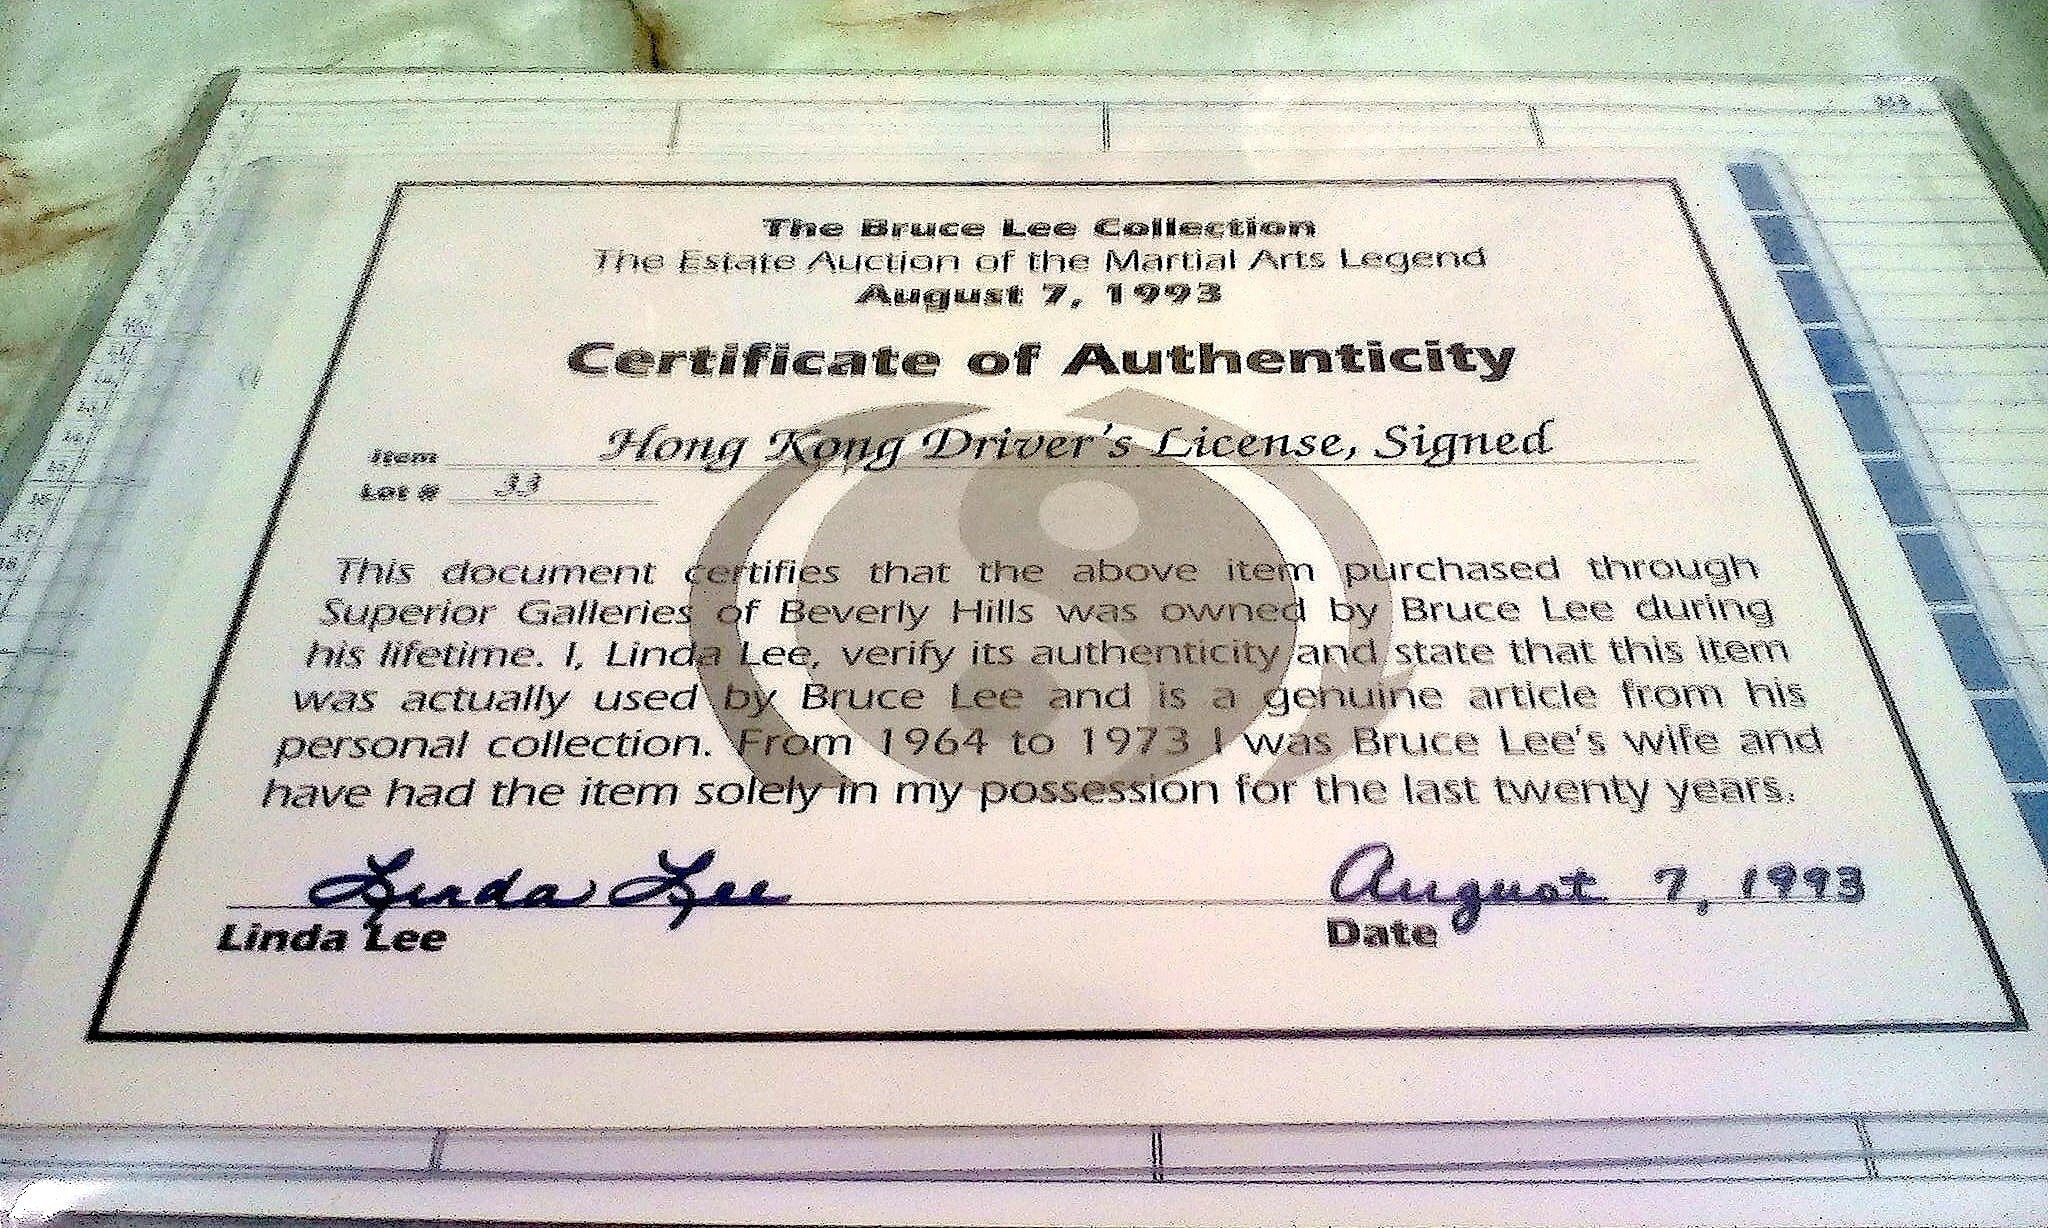 The Bruce Lee Collection
The Estate Auction of the Martial Arts Legend
August 7, 1993
Certificate of Authenticity
Item Hong Kong Driver's License, Signed
Lot # 33
This document certifies that the above item purchased through
Superior Galleries of Beverly Hills was owned by Bruce Lee during
his lifetime. I, Linda Lee, verify its authenticity and state that this item
was actually used by Bruce Lee and is a genuine article from his
personal collection. From 1964 to 1973 I was Bruce Lee's wife and
have had the item solely in my possession for the last twenty years.
Linda Lee August 7, 1993
Linda Lee Date